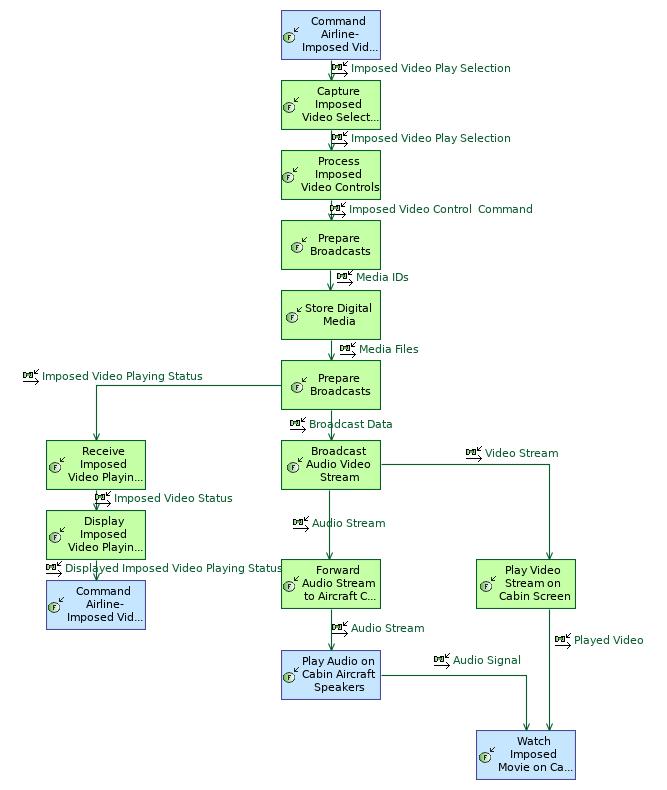 Command
Airline-
Imposed Vid...
Imposed Video Play Selection
Capture
Imposed
Video Select...
Imposed Video Play Selection
Process
Imposed
Video Controls
Imposed Video Control  Command
Prepare
Broadcasts
Media IDs
Store Digital
Media
Media Files
Imposed Video Playing Status
Prepare
Broadcasts
Broadcast Data
Receive
Imposed
Video Playin...
Broadcast
Audio Video
Stream
Video Stream
Imposed Video Status
Display
Imposed
Video Playin...
Audio Stream
Displayed Imposed Video Playing Status
Forward
Audio Stream
to Aircraft C...
Play Video
Stream on
Cabin Screen
Command
Airline-
Imposed Vid...
Audio Stream
Played Video
Play Audio on
Cabin Aircraft
Speakers
Audio Signal
Watch
Imposed
Movie on Ca...